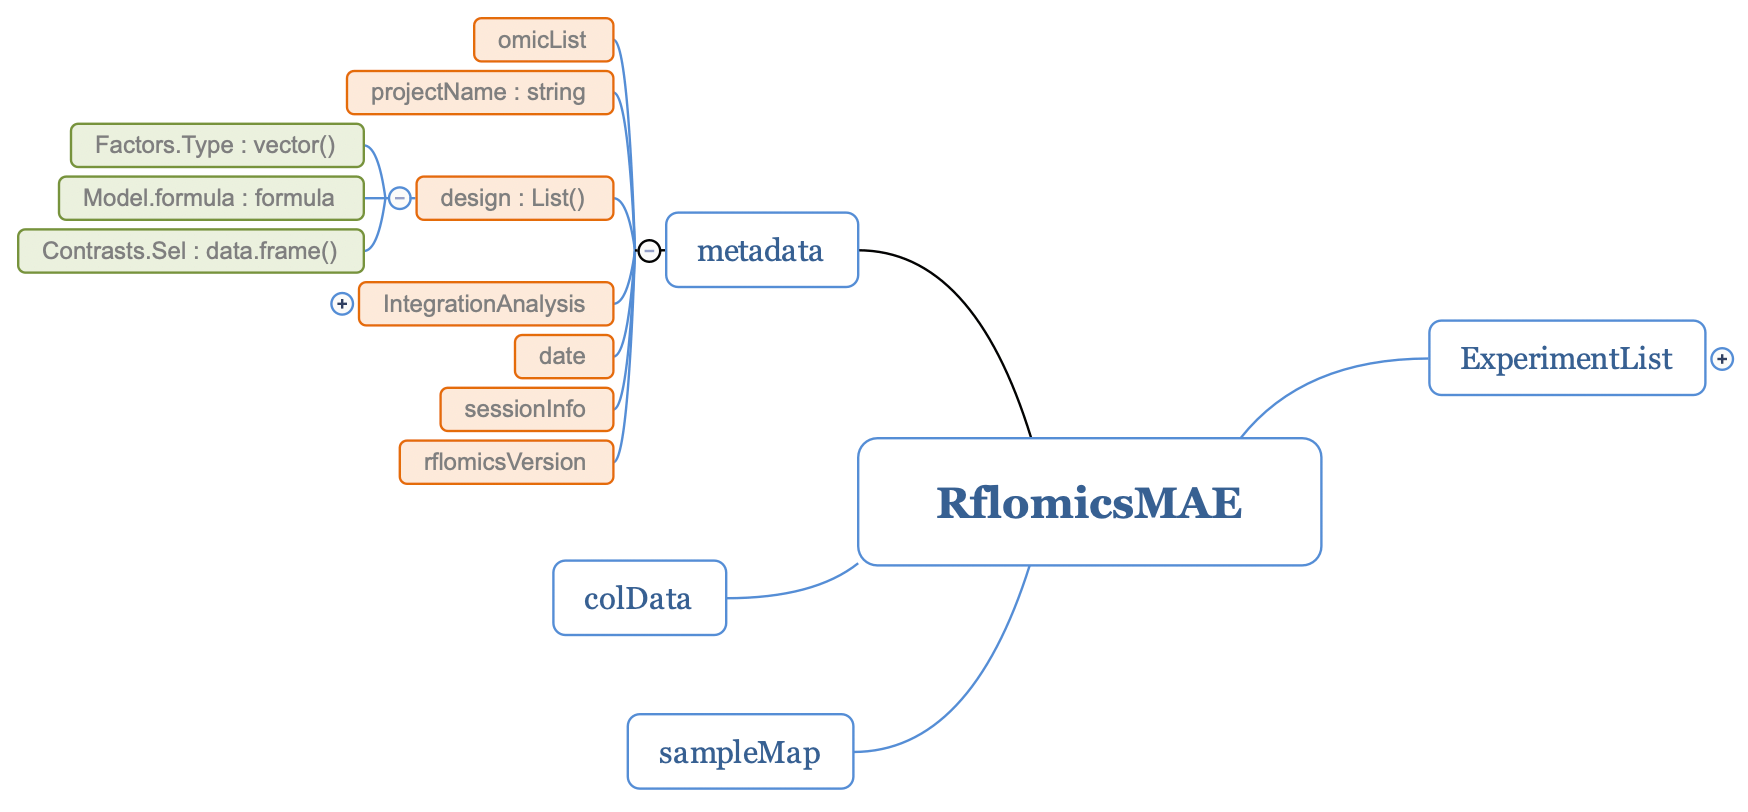 omicList
projectName : string
Factors.Type : vector()
Model.formula : formula
design : List()
Contrasts.Sel : data.frame()
metadata
IntegrationAnalysis
date
ExperimentList
sessionInfo
rflomicsVersion
RflomicsMAE
colData
sampleMap